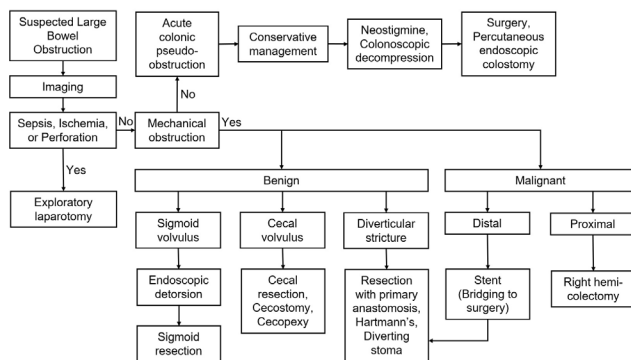 Suspected Large
Bowel
Obstruction
Imaging
Sepsis, Ischemia,
or Perforation
Yes
Exploratory
laparotomy
No
Mechanical
obstruction
No
Acute
colonic
pseudo-
obstruction
Conservative
management
Neostigmine,
Colonoscopic
decompression
Surgery,
Percutaneous
endoscopic
colostomy
Yes
Benign
Malignant
Sigmoid
volvulus
Cecal
volvulus
Diverticular
stricture
Distal
Proximal
Endoscopic
detorsion
Sigmoid
resection
Cecal
resection,
Cecostomy,
Cecopexy
Resection
with primary
anastomosis,
Hartmann's,
Diverting
stoma
Stent
(Bridging to
surgery)
Right hemi-
colectomy